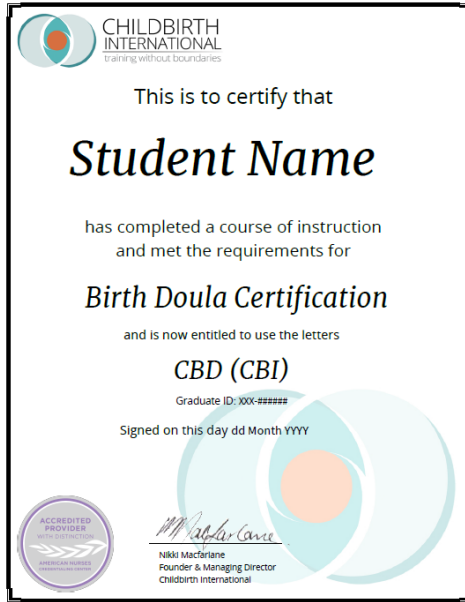 CHILDBIRTH
INTERNATIONAL
training without boundaries
This is to certify that
Student Name
has completed a course of instruction
and met the requirements for
Birth Doula Certification
and is now entitled to use the letters
CBD (CBI)
Graduate ID: XXX-######
Signed on this day dd Month YYYY
ACCREDITED
PROVIDER
WITH DISTINCTION
AMERICAN NURSES
CREDENTIALING CENTER
Nikki Macfarlane
Founder & Managing Director
Childbirth International